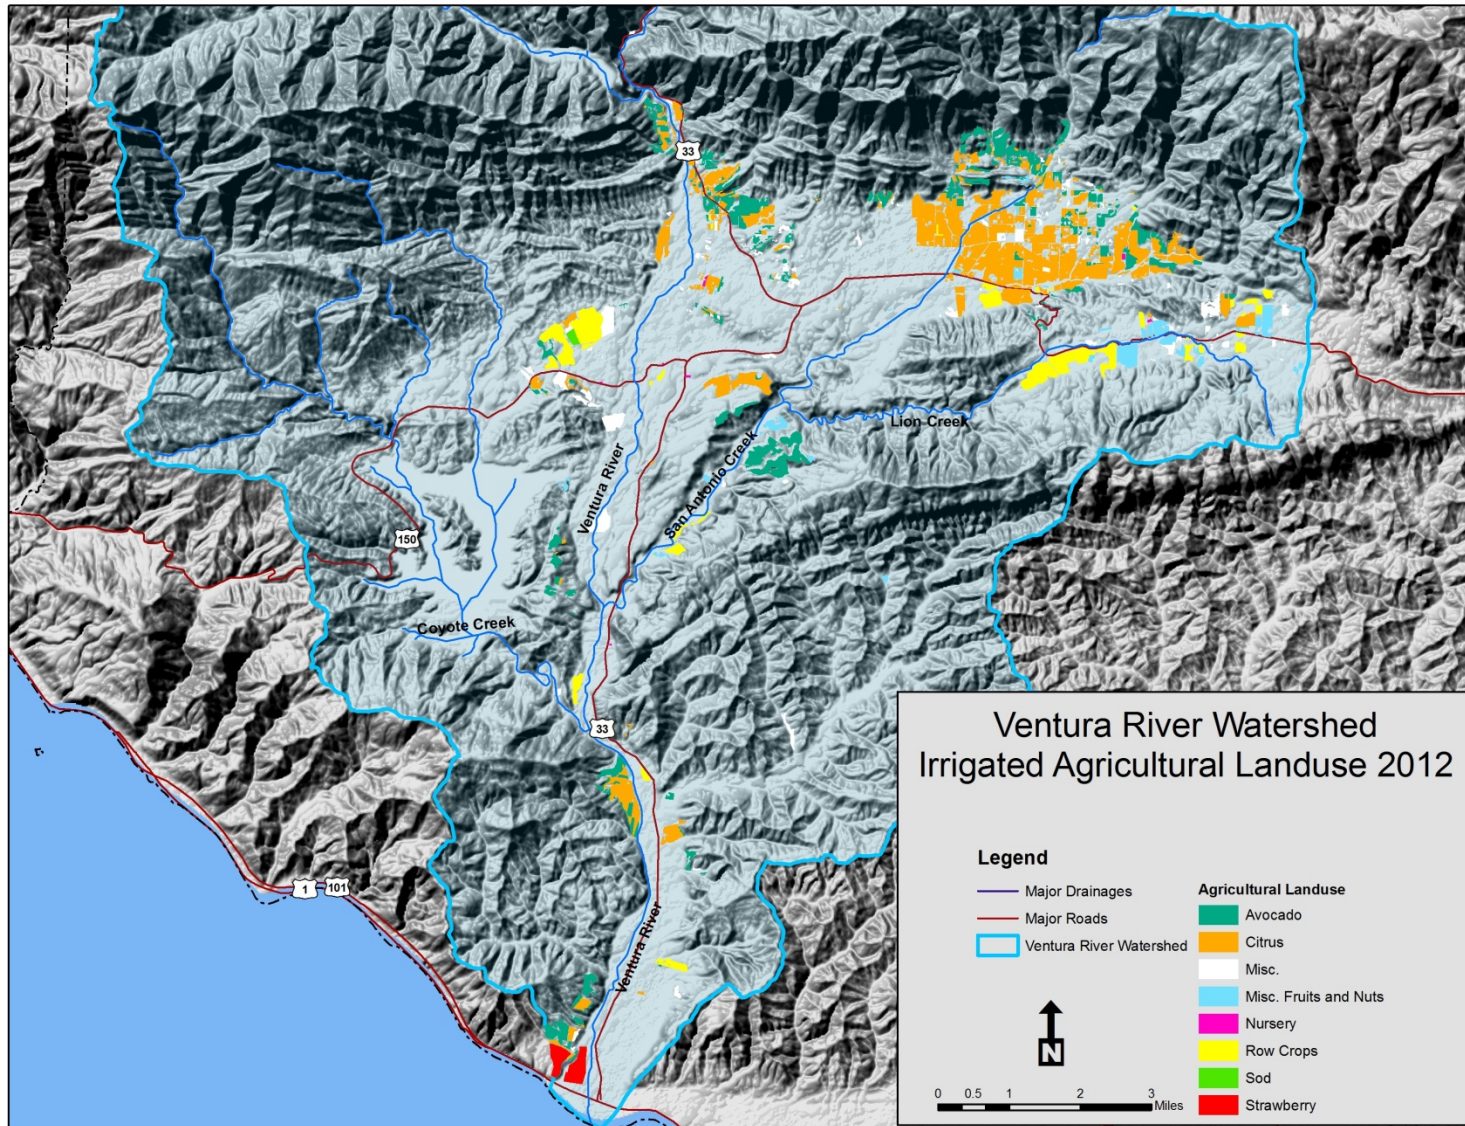 33
Ventura River
San Antonio Creek
Lion Creek
150
Coyote Creek
33
1
101
Ventura River
Ventura River Watershed
Irrigated Agricultural Landuse 2012
Legend
Major Drainages
Major Roads
Ventura River Watershed
Agricultural Landuse
Avocado
Citrus
Misc.
Misc. Fruits and Nuts
Nursery
Row Crops
Sod
Strawberry
N
0 0.5 1 2 3
Miles